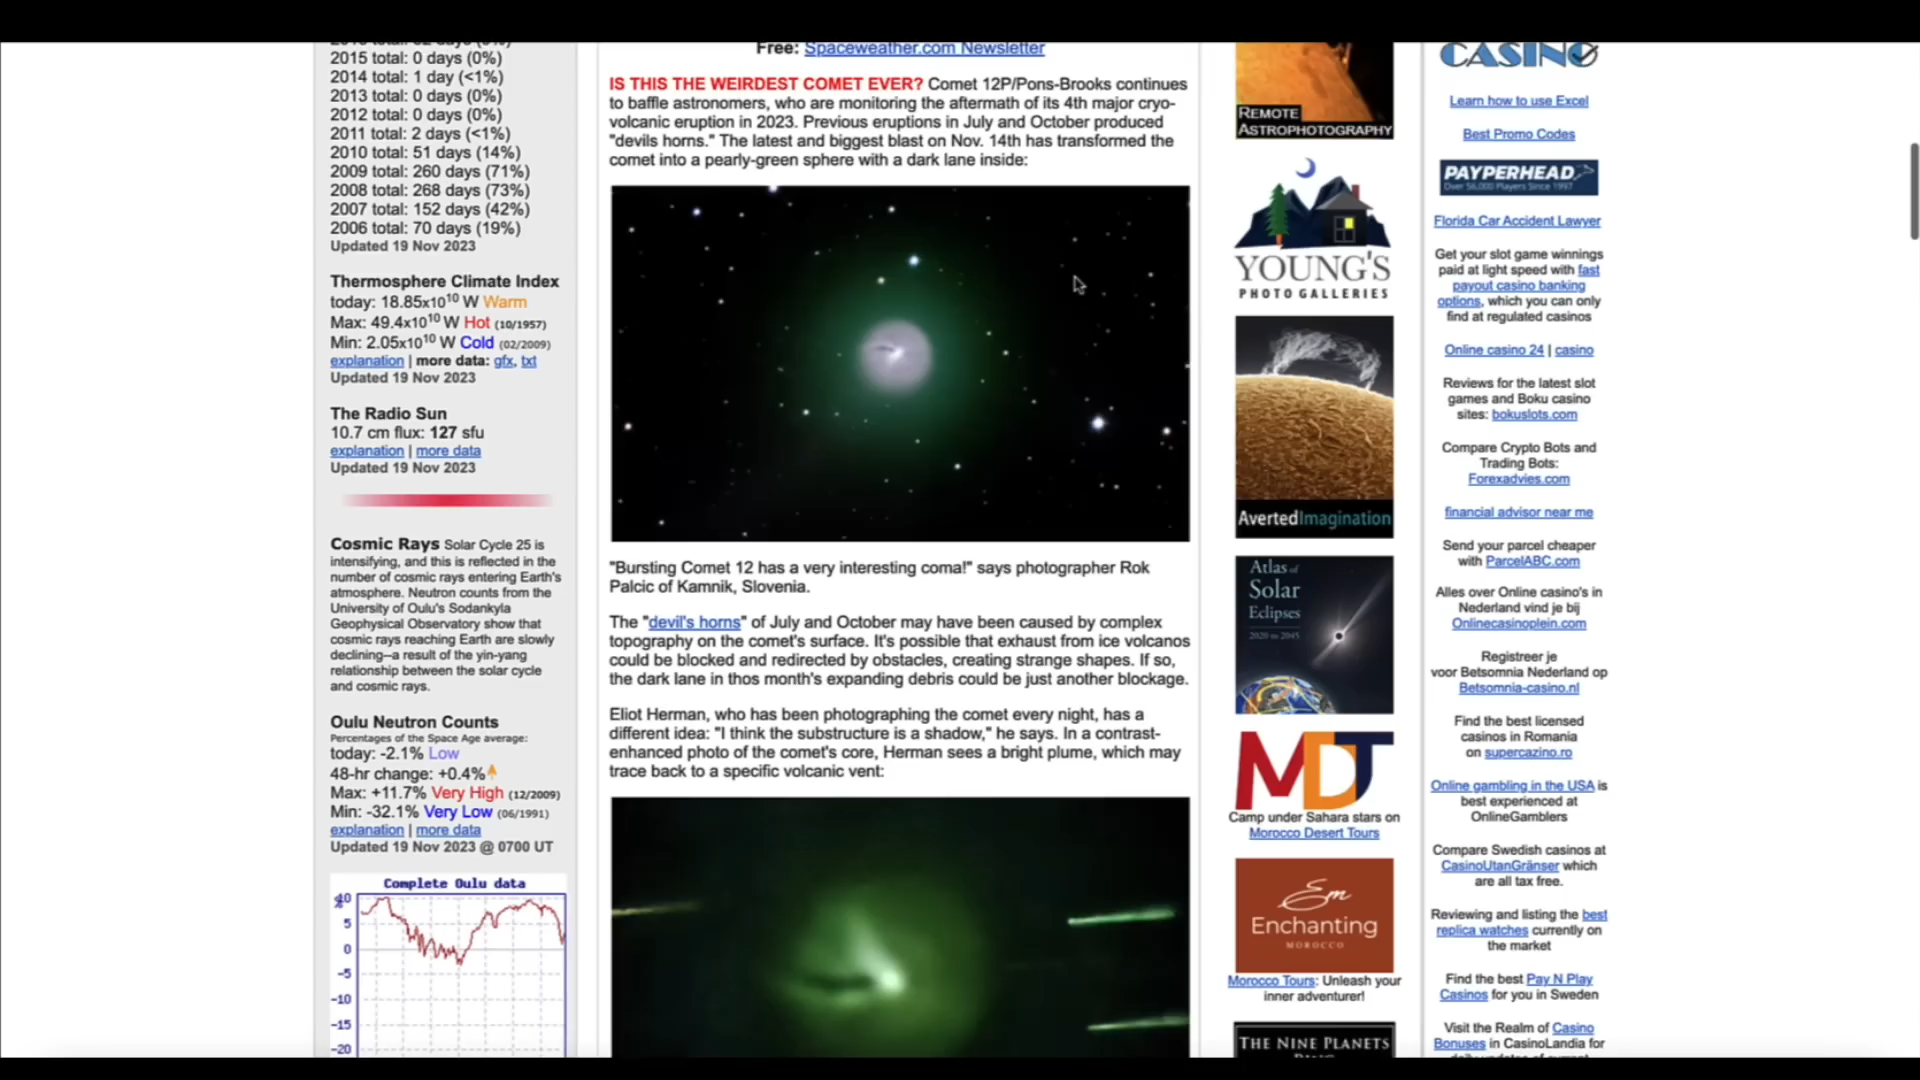 2015 total: 0 days (0%)
2014 total: 1 day (<1%)
2013 total: 0 days (0%)
2012 total: 0 days (0%)
2011 total: 2 days (<1%)
2010 total: 51 days (14%)
2009 total: 260 days (71%)
2008 total: 268 days (73%)
2007 total: 152 days (42%)
2006 total: 70 days (19%)
Updated 19 Nov 2023
Thermosphere Climate Index
today: 18.85x10¹⁰ W Warm
Max: 49.4x10¹⁰ W Hot (10/1957)
Min: 2.05x10¹⁰ W Cold (02/2009)
explanation | more data: gfx, txt
Updated 19 Nov 2023
The Radio Sun
10.7 cm flux: 127 sfu
explanation | more data
Updated 19 Nov 2023
Cosmic Rays Solar Cycle 25 is
intensifying, and this is reflected in the
number of cosmic rays entering Earth's
atmosphere. Neutron counts from the
University of Oulu's Sodankyla
Geophysical Observatory show that
cosmic rays reaching Earth are slowly
declining--a result of the yin-yang
relationship between the solar cycle
and cosmic rays.
Oulu Neutron Counts
Percentages of the Space Age average:
today: -2.1% Low
48-hr change: +0.4%
Max: +11.7% Very High (12/2009)
Min: -32.1% Very Low (06/1991)
explanation | more data
Updated 19 Nov 2023 @ 0700 UT
Complete Oulu data
5
0
-5
-10
-15
-20
Free: Spaceweather.com Newsletter
IS THIS THE WEIRDEST COMET EVER? Comet 12P/Pons-Brooks continues
to baffle astronomers, who are monitoring the aftermath of its 4th major cryo-
volcanic eruption in 2023. Previous eruptions in July and October produced
"devils horns." The latest and biggest blast on Nov. 14th has transformed the
comet into a pearly-green sphere with a dark lane inside:
"Bursting Comet 12 has a very interesting coma!" says photographer Rok
Palcic of Kamnik, Slovenia.
The "devil's horns" of July and October may have been caused by complex
topography on the comet's surface. It's possible that exhaust from ice volcanos
could be blocked and redirected by obstacles, creating strange shapes. If so,
the dark lane in thos month's expanding debris could be just another blockage.
Eliot Herman, who has been photographing the comet every night, has a
different idea: "I think the substructure is a shadow," he says. In a contrast-
enhanced photo of the comet's core, Herman sees a bright plume, which may
trace back to a specific volcanic vent:
REMOTE
ASTROPHOTOGRAPHY
YOUNG'S
PHOTO GALLERIES
AvertedImagination
Atlas of
Solar
Eclipses
2020 to 2045
MDT
Camp under Sahara stars on
Morocco Desert Tours
Em
Enchanting
MOROCCO
Morocco Tours: Unleash your
inner adventurer!
THE NINE PLANETS
CASINO
Learn how to use Excel
Best Promo Codes
PAYPERHEAD
Over 56,000 Players Since 1997
Florida Car Accident Lawyer
Get your slot game winnings
paid at light speed with fast
payout casino banking
options, which you can only
find at regulated casinos
Online casino 24 | casino
Reviews for the latest slot
games and Boku casino
sites: bokuslots.com
Compare Crypto Bots and
Trading Bots:
Forexadvies.com
financial advisor near me
Send your parcel cheaper
with ParcelABC.com
Alles over Online casino's in
Nederland vind je bij
Onlinecasinoplein.com
Registreer je
voor Betsomnia Nederland op
Betsomnia-casino.nl
Find the best licensed
casinos in Romania
on supercazino.ro
Online gambling in the USA is
best experienced at
OnlineGamblers
Compare Swedish casinos at
CasinoUtanGränser which
are all tax free.
Reviewing and listing the best
replica watches currently on
the market
Find the best Pay N Play
Casinos for you in Sweden
Visit the Realm of Casino
Bonuses in CasinoLandia for